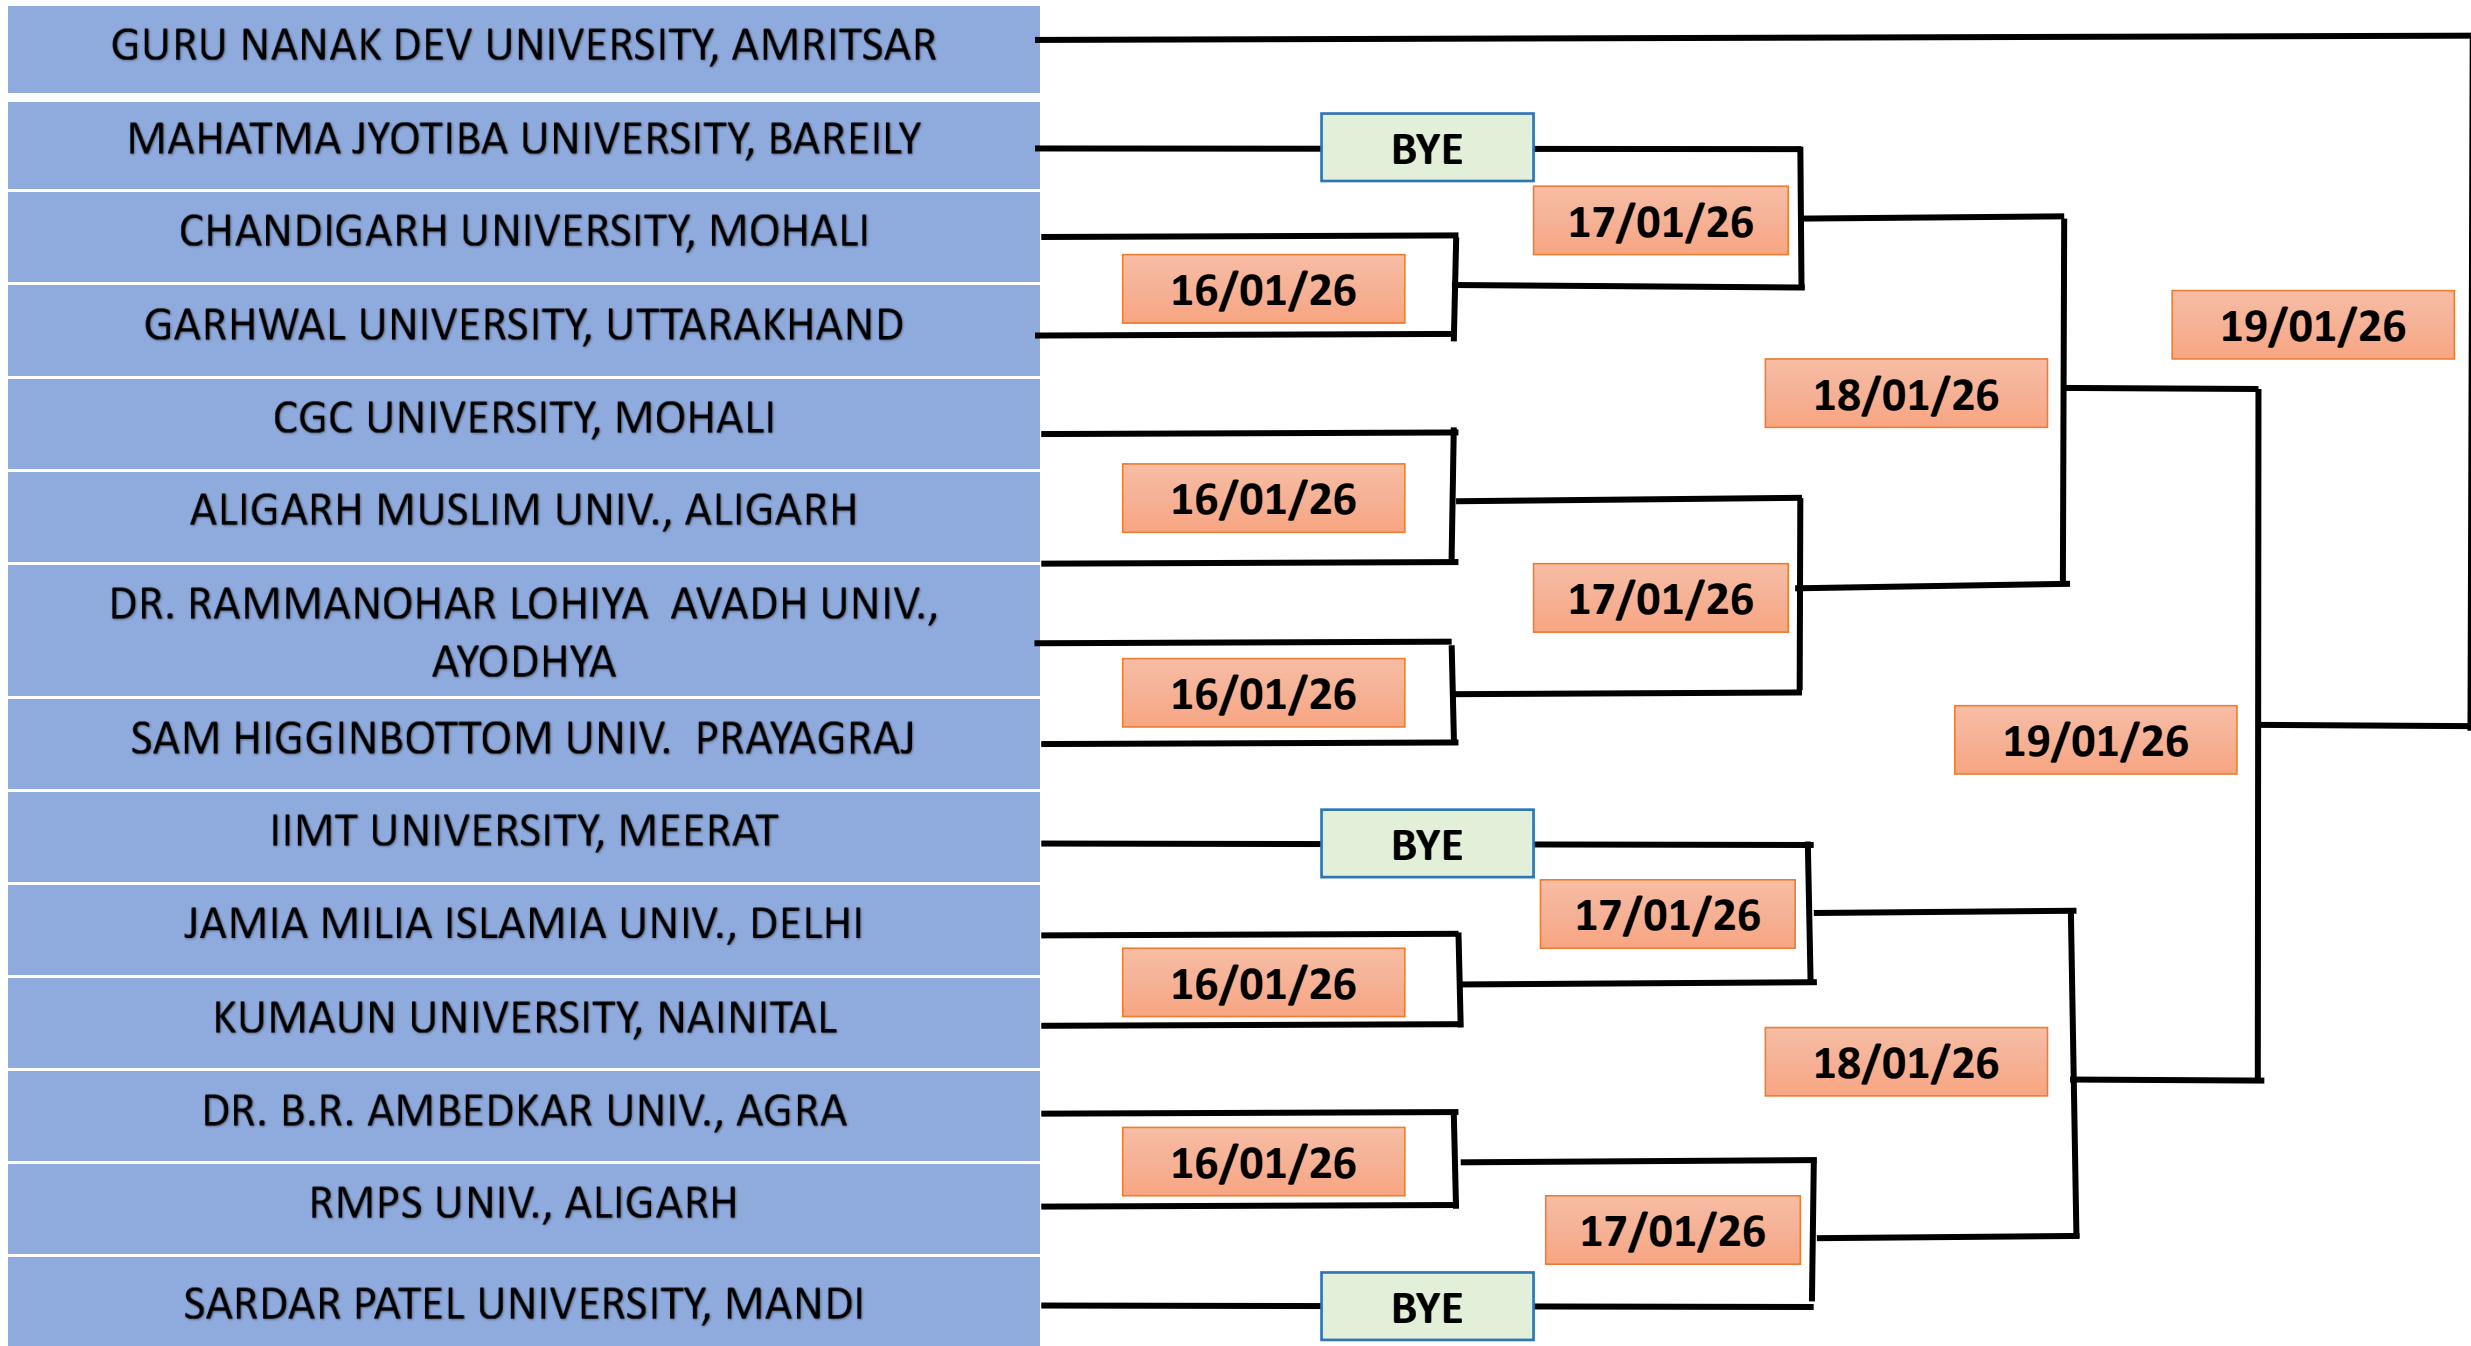 GURU NANAK DEV UNIVERSITY, AMRITSAR
MAHATMA JYOTIBA UNIVERSITY, BAREILY
BYE
17/01/26
CHANDIGARH UNIVERSITY, MOHALI
16/01/26
GARHWAL UNIVERSITY, UTTARAKHAND
19/01/26
18/01/26
CGC UNIVERSITY, MOHALI
16/01/26
ALIGARH MUSLIM UNIV., ALIGARH
17/01/26
DR. RAMMANOHAR LOHIYA  AVADH UNIV.,
AYODHYA
16/01/26
SAM HIGGINBOTTOM UNIV.  PRAYAGRAJ
19/01/26
IIMT UNIVERSITY, MEERAT
BYE
17/01/26
JAMIA MILIA ISLAMIA UNIV., DELHI
16/01/26
KUMAUN UNIVERSITY, NAINITAL
18/01/26
DR. B.R. AMBEDKAR UNIV., AGRA
16/01/26
RMPS UNIV., ALIGARH
17/01/26
SARDAR PATEL UNIVERSITY, MANDI
BYE